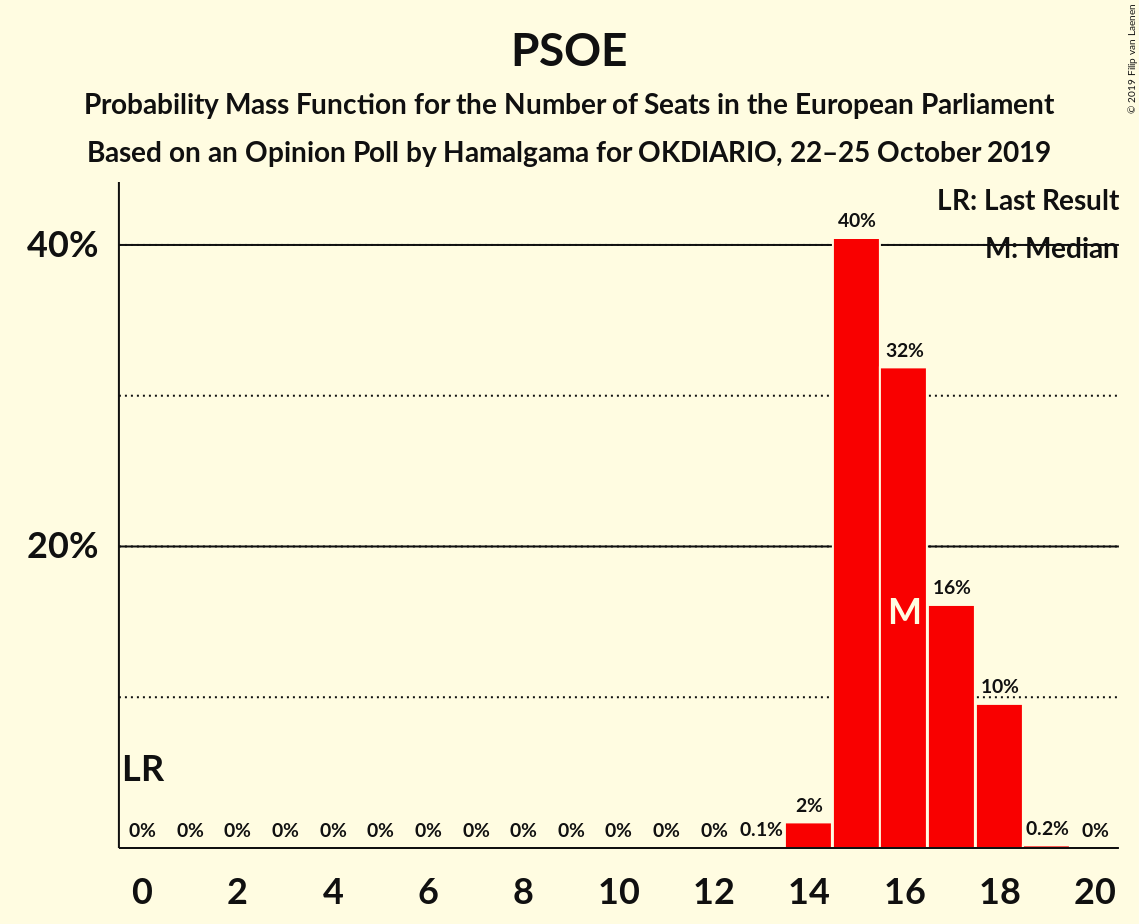 PSOE
Probability Mass Function for the Number of Seats in the European Parliament
Based on an Opinion Poll by Hamalgama for OKDIARIO, 22–25 October 2019
© 2019 Filip van Laenen
LR: Last Result
M: Median
40%
20%
40%
32%
16%
10%
2%
0.1%
0.2%
M
LR
0% 0% 0% 0% 0% 0% 0% 0% 0% 0% 0% 0% 0% 0%
0 2 4 6 8 10 12 14 16 18 20